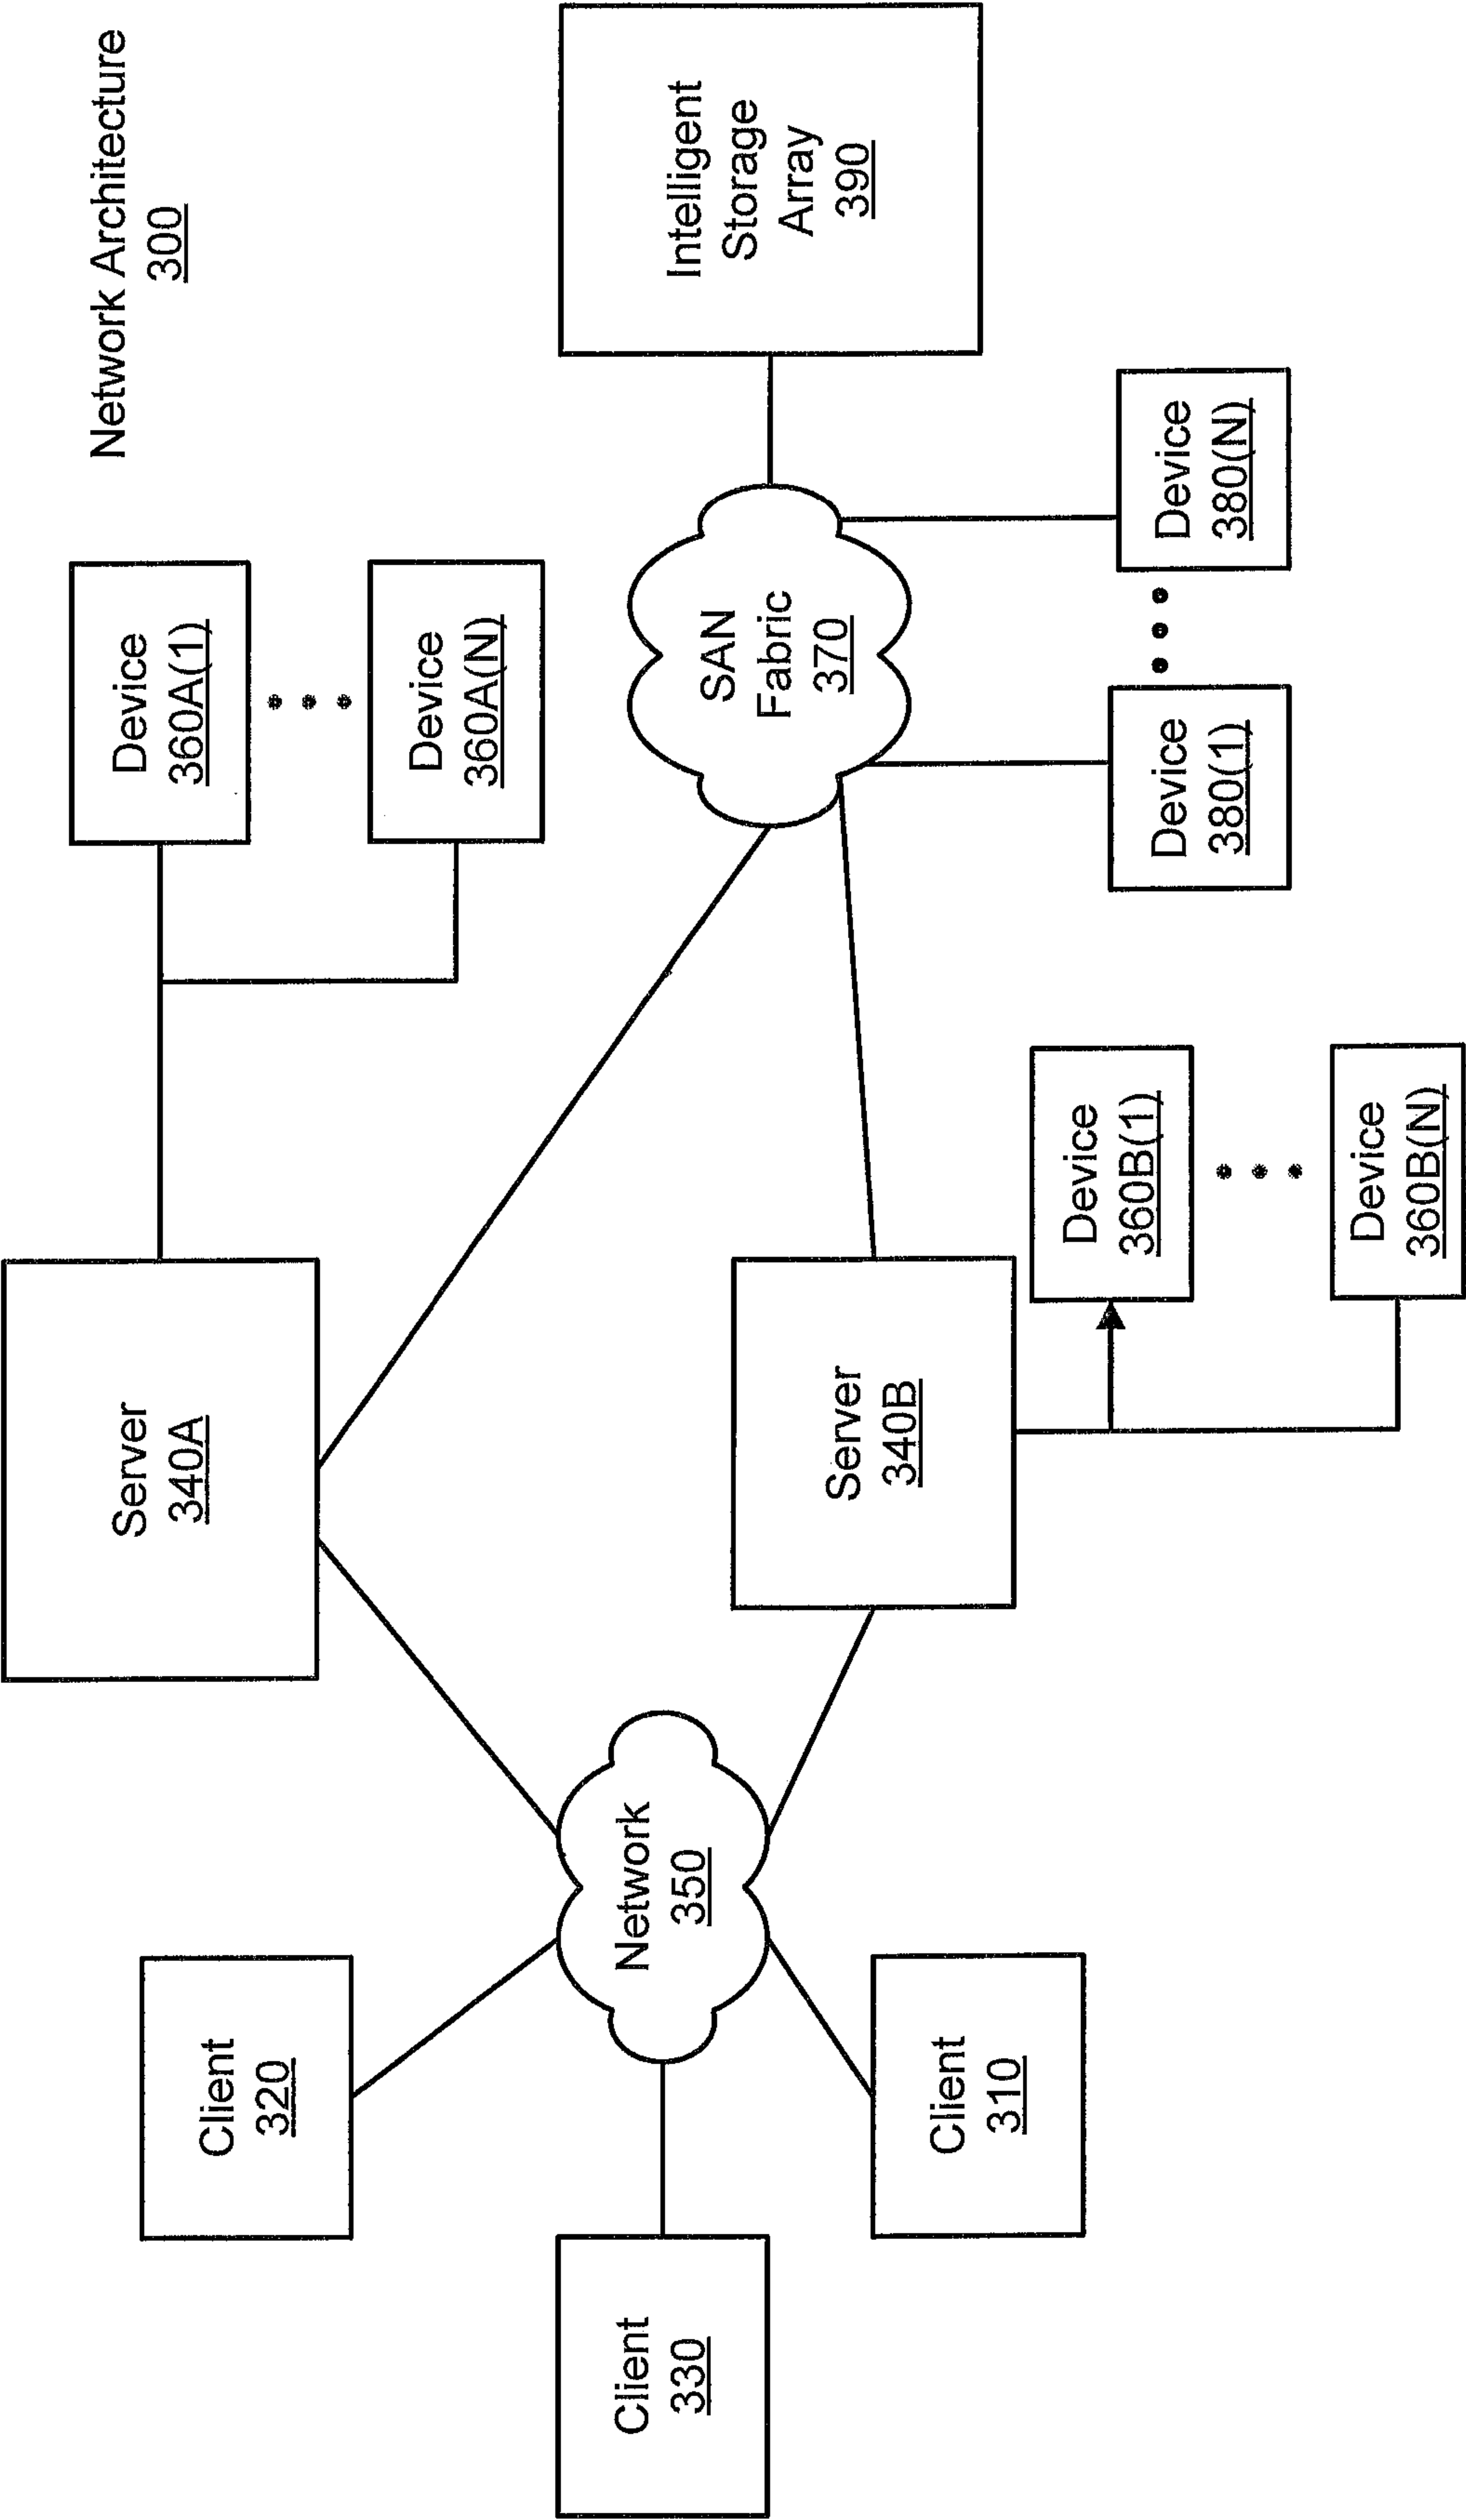 Network Architecture
300
Device
360A(1)
Device
360A(N)
Server
340A
Intelligent
Storage
Array
390
SAN
Fabric
370
Device
380(N)
Device
380(1)
Server
340B
Device
360B(1)
Device
360B(N)
Network
350
Client
320
Client
330
Client
310